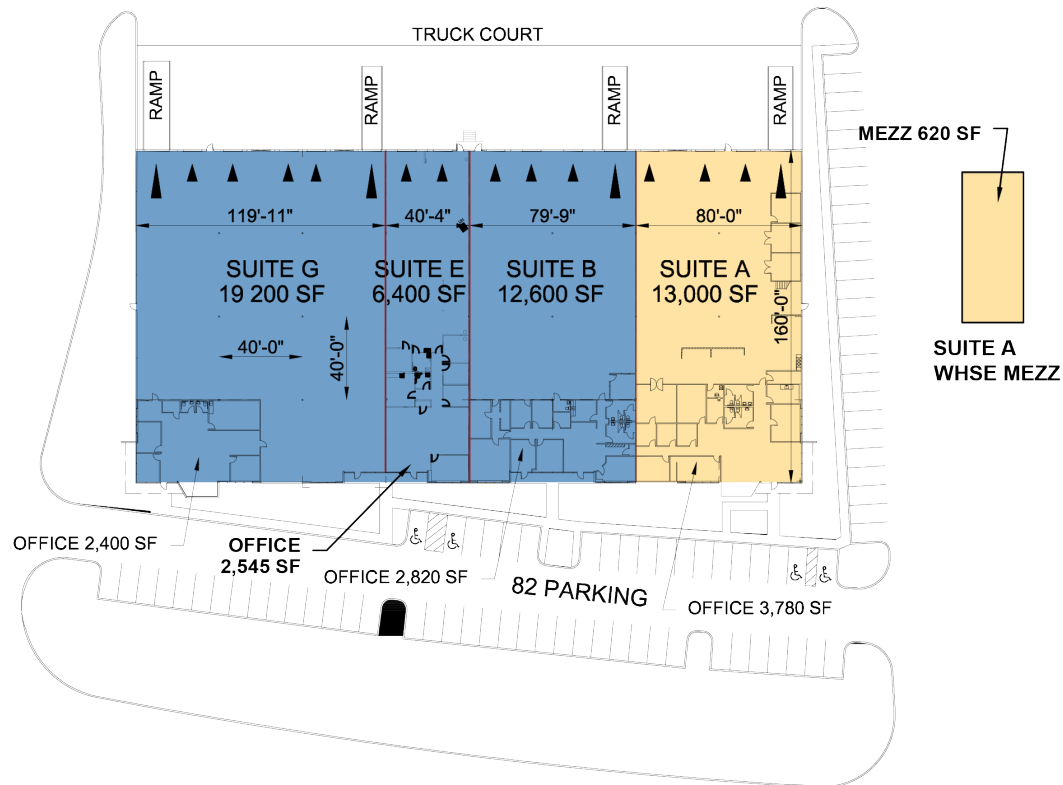 TRUCK COURT
RAMP
RAMP
RAMP
RAMP
MEZZ 620 SF
119'-11"
40'-4"
79'-9"
80'-0"
SUITE G
19 200 SF
SUITE E
6,400 SF
SUITE B
12,600 SF
SUITE A
13,000 SF
160'-0"
40'-0"
40'-0"
SUITE A
WHSE MEZZ
OFFICE 2,400 SF
OFFICE
2,545 SF
OFFICE 2,820 SF
82 PARKING
OFFICE 3,780 SF